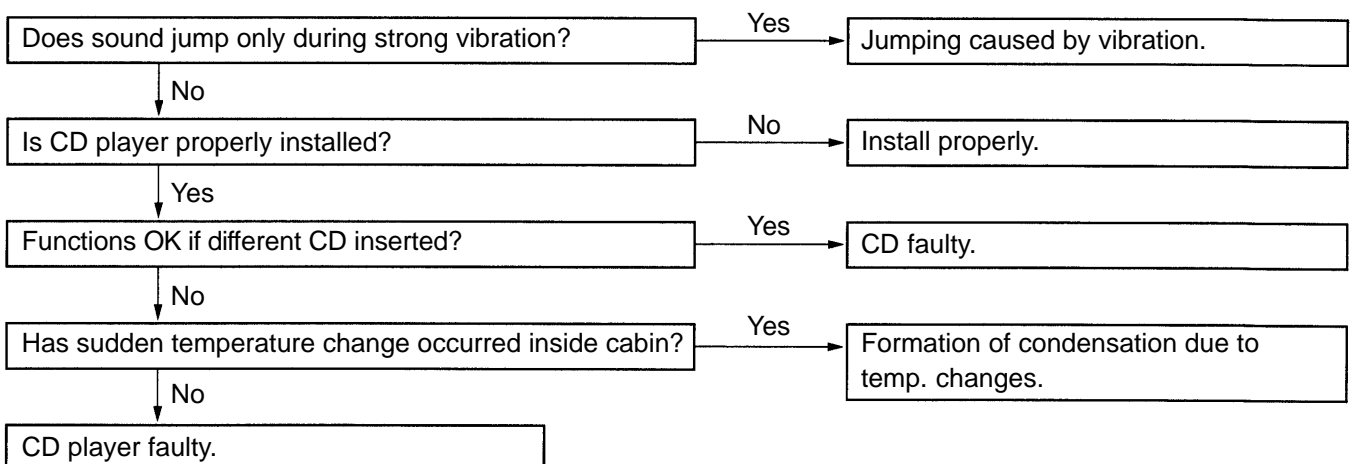 Does sound jump only during strong vibration?
Yes
Jumping caused by vibration.
No
Is CD player properly installed?
No
Install properly.
Yes
Functions OK if different CD inserted?
Yes
CD faulty.
No
Has sudden temperature change occurred inside cabin?
Yes
Formation of condensation due to
temp. changes.
No
CD player faulty.